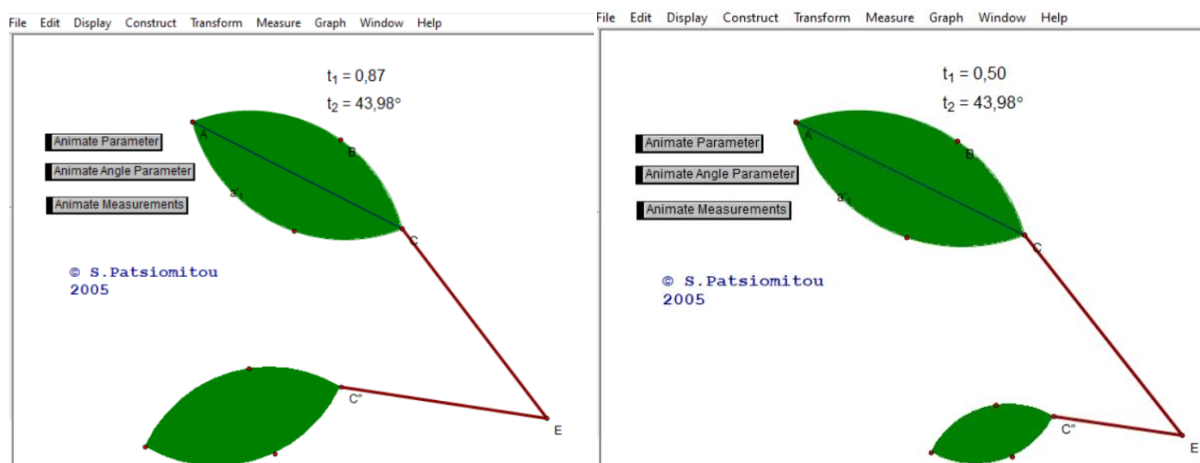 File Edit Display Construct Transform Measure Graph Window Help
t₁ = 0,87
t₂ = 43,98°
Animate Parameter
Animate Angle Parameter
Animate Measurements
A
B
a'₁
C
© S.Patsiomitou
2005
C"
E
File Edit Display Construct Transform Measure Graph Window Help
t₁ = 0,50
t₂ = 43,98°
Animate Parameter
Animate Angle Parameter
Animate Measurements
A
B
a'₁
C
© S.Patsiomitou
2005
C"
E